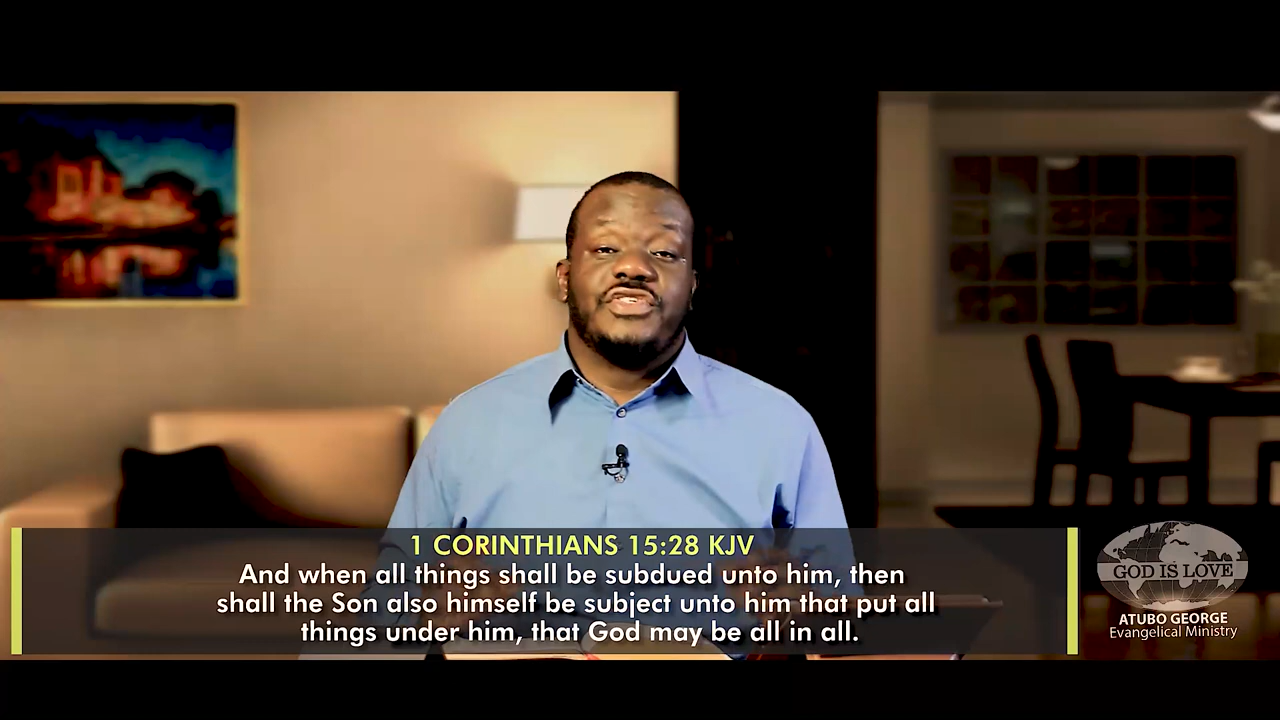 1 CORINTHIANS 15:28 KJV
And when all things shall be subdued unto him, then
shall the Son also himself be subject unto him that put all
things under him, that God may be all in all.
GOD IS LOVE
ATUBO GEORGE
Evangelical Ministry